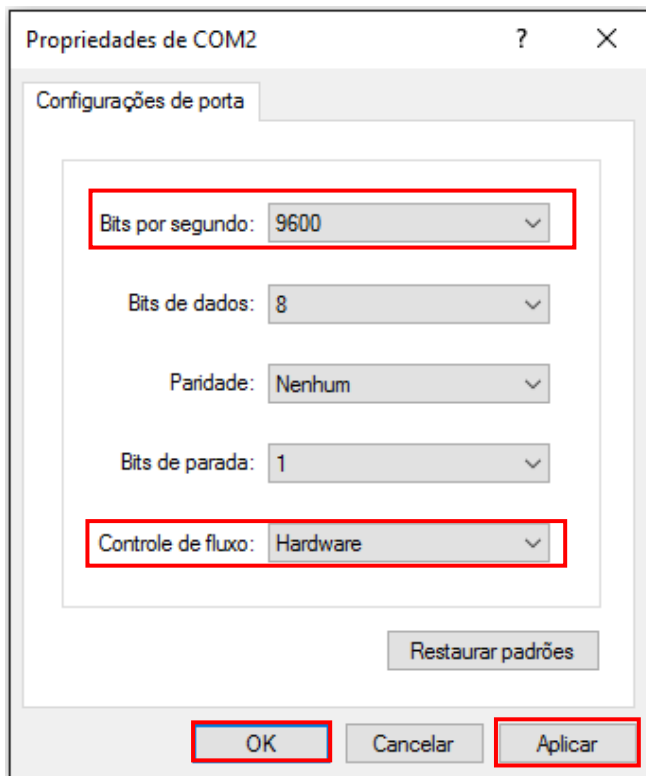 Propriedades de COM2 ?
Configurações de porta
Bits por segundo: 9600
Bits de dados: 8
Paridade: Nenhum
Bits de parada: 1
Controle de fluxo: Hardware
Restaurar padrões
OK Cancelar Aplicar